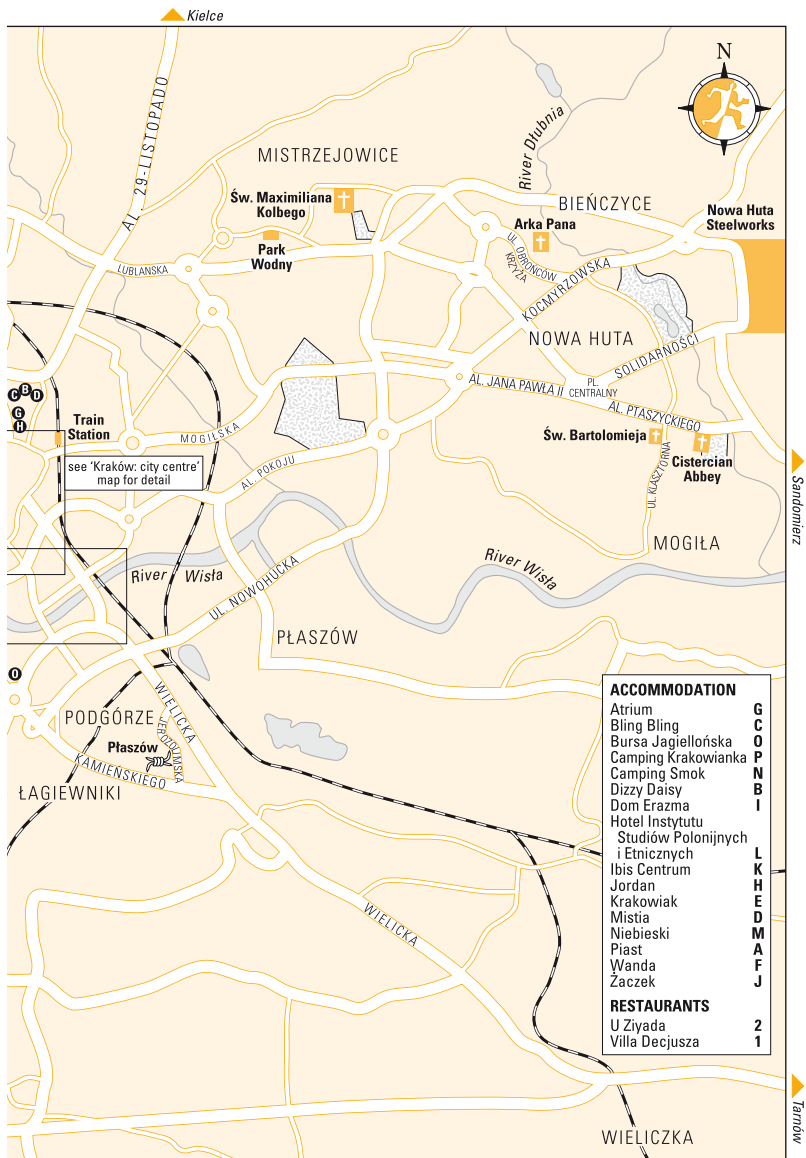 Kielce
N
AL. 29-LISTOPADO
MISTRZEJOWICE
River Dłubnia
Św. Maximiliana
Kolbego
BIEŃCZYCE
Arka Pana
Nowa Huta
Steelworks
Park
Wodny
UL. OBROŃCÓW
KRZYŻA
LUBLAŃSKA
KOCMYRZOWSKA
NOWA HUTA
SOLIDARNOŚCI
AL. JANA PAWŁA II
PL.
CENTRALNY
AL. PTASZYCKIEGO
C
B
D
G
H
Train
Station
MOGILSKA
Św. Bartolomieja
Cistercian
Abbey
see ‘Kraków: city centre’
map for detail
AL. POKOJU
UL. KLASZTORNA
Sandomierz
MOGIŁA
River Wisła
River Wisła
UL. NOWOHUCKA
PŁASZÓW
O
WIELICKA
PODGÓRZE
JEROZOLIMSKA
Płaszów
KAMIEŃSKIEGO
ŁAGIEWNIKI
WIELICKA
ACCOMMODATION
Atrium G
Bling Bling C
Bursa Jagiellońska O
Camping Krakowianka P
Camping Smok N
Dizzy Daisy B
Dom Erazma I
Hotel Instytutu
Studiów Polonijnych
i Etnicznych L
Ibis Centrum K
Jordan H
Krakowiak E
Mistia D
Niebieski M
Piast A
Wanda F
Żaczek J
RESTAURANTS
U Ziyada 2
Villa Decjusza 1
Tarnów
WIELICZKA